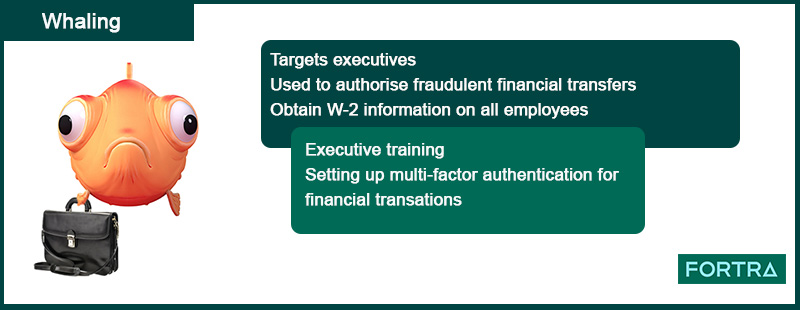 Whaling
Targets executives
Used to authorise fraudulent financial transfers
Obtain W-2 information on all employees
Executive training
Setting up multi-factor authentication for
financial transations
FORTRA